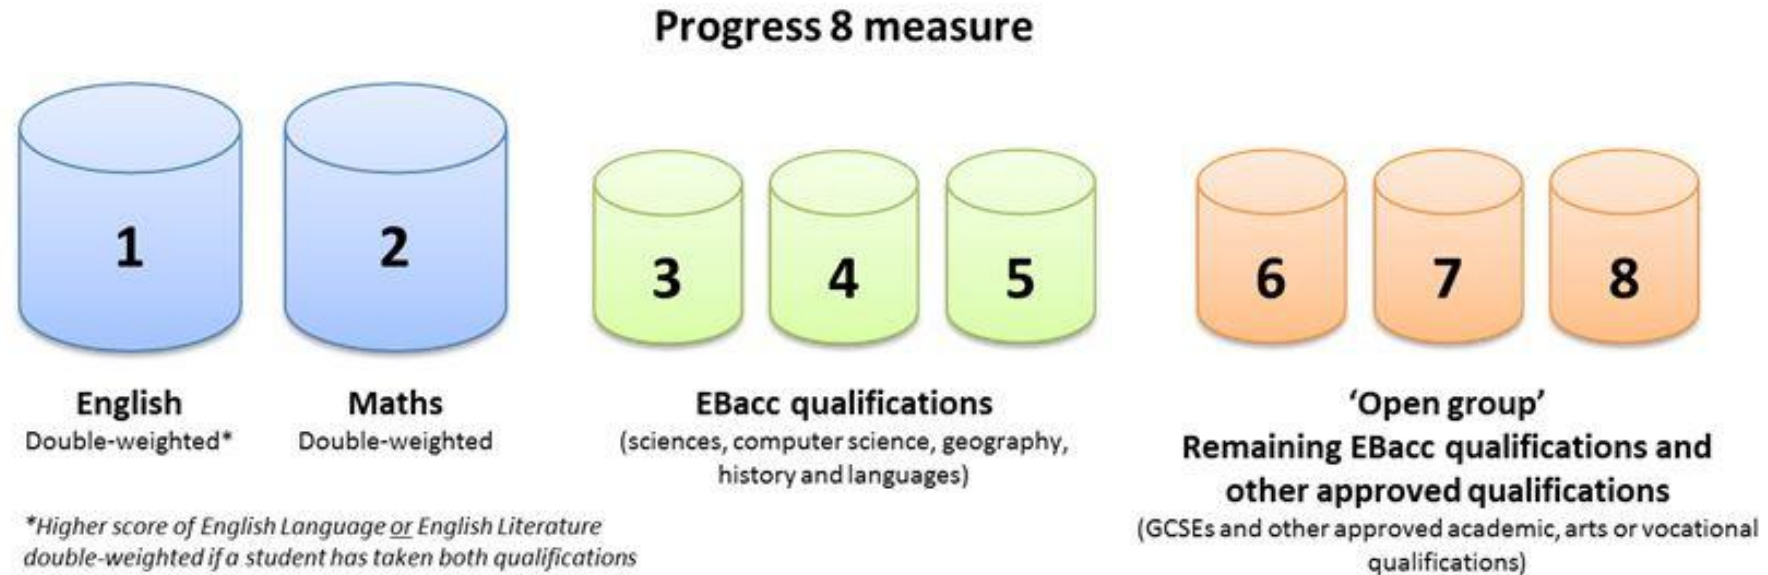 Progress 8 measure
1
2
3
4
5
6
7
8
English
Double-weighted*
Maths
Double-weighted
EBacc qualifications
(sciences, computer science, geography,
history and languages)
‘Open group’
Remaining EBacc qualifications and
other approved qualifications
(GCSEs and other approved academic, arts or vocational
qualifications)
*Higher score of English Language or English Literature
double-weighted if a student has taken both qualifications